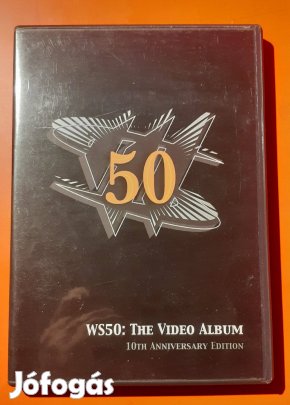 50
WS50: THE VIDEO ALBUM
10TH ANNIVERSARY EDITION
Jófogás